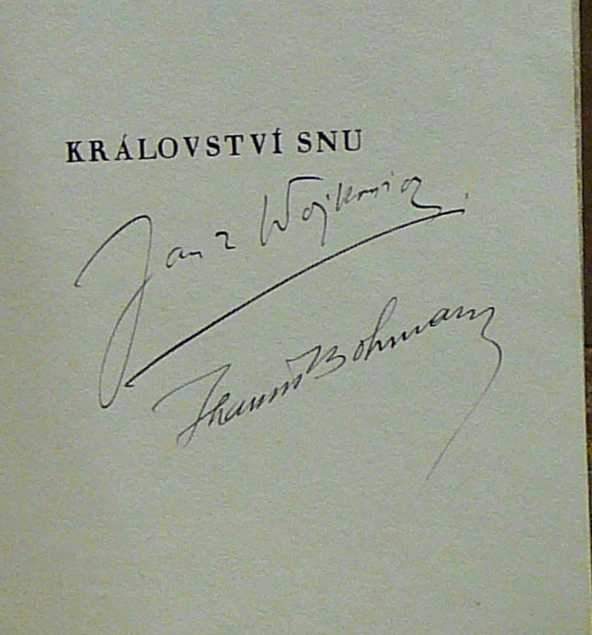 KRÁLOVSTVÍ SNU
Jan z Wojkowicz
Bohmann